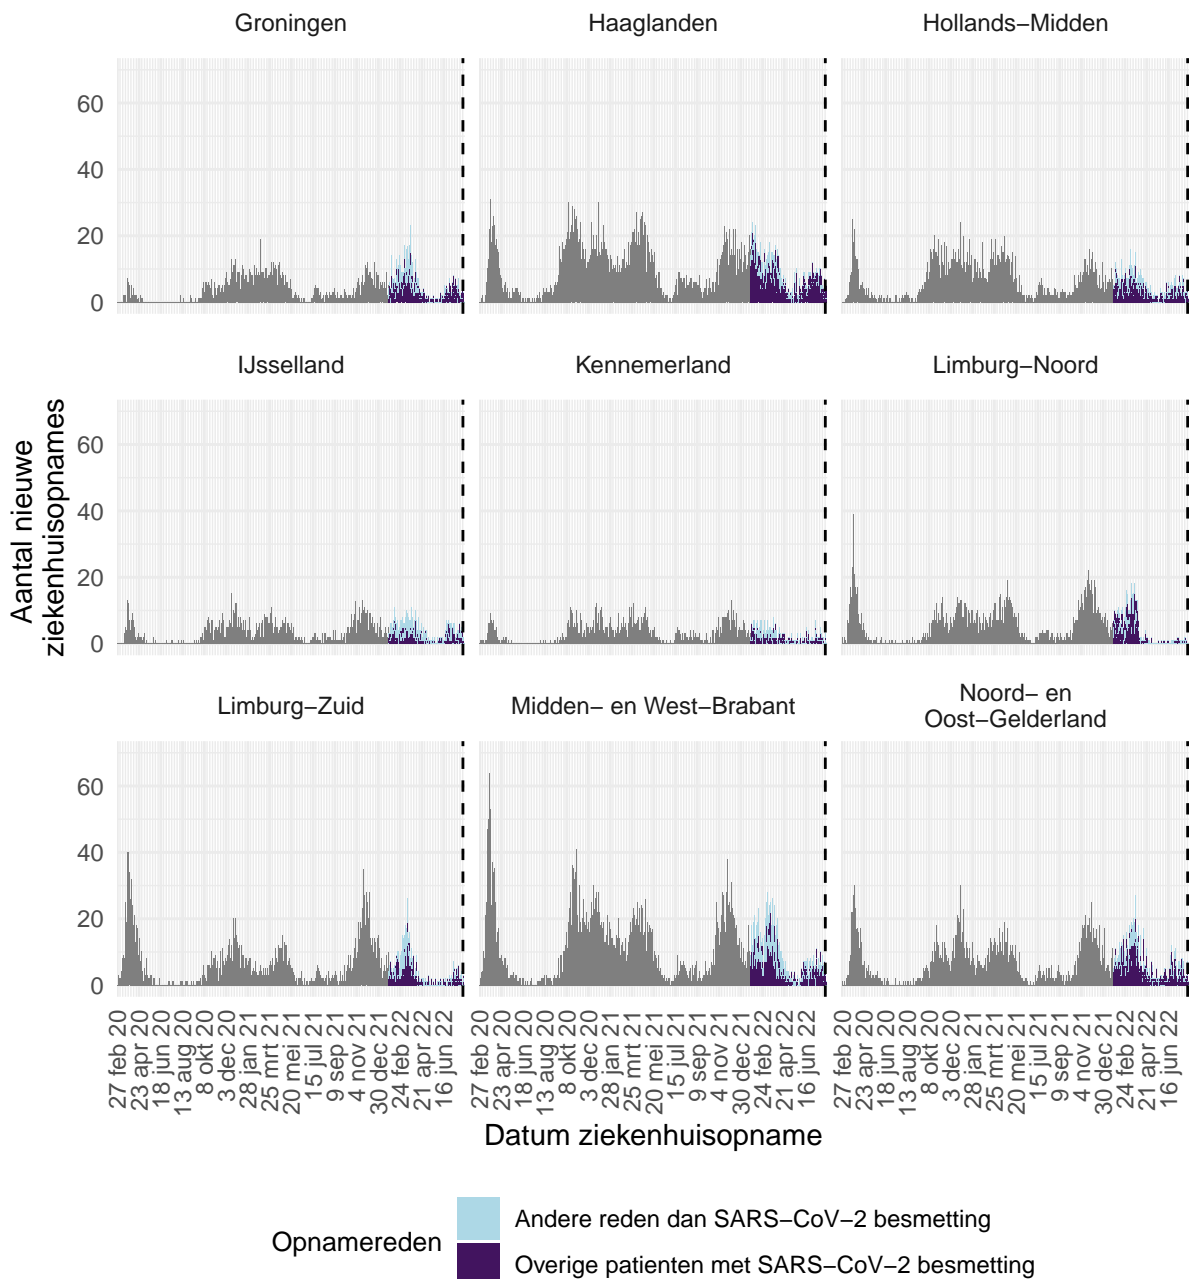 Groningen
Haaglanden
Hollands−Midden
60
40
20
0
IJsselland
Kennemerland
Limburg−Noord
60
40
20
0
Aantal nieuwe
ziekenhuisopnames
Limburg−Zuid
Midden− en West−Brabant
Noord− en
Oost−Gelderland
60
40
20
0
27 feb 20
23 apr 20
18 jun 20
13 aug 20
8 okt 20
3 dec 20
28 jan 21
25 mrt 21
20 mei 21
15 jul 21
9 sep 21
4 nov 21
30 dec 21
24 feb 22
21 apr 22
16 jun 22
27 feb 20
23 apr 20
18 jun 20
13 aug 20
8 okt 20
3 dec 20
28 jan 21
25 mrt 21
20 mei 21
15 jul 21
9 sep 21
4 nov 21
30 dec 21
24 feb 22
21 apr 22
16 jun 22
27 feb 20
23 apr 20
18 jun 20
13 aug 20
8 okt 20
3 dec 20
28 jan 21
25 mrt 21
20 mei 21
15 jul 21
9 sep 21
4 nov 21
30 dec 21
24 feb 22
21 apr 22
16 jun 22
Datum ziekenhuisopname
Opnamereden
Andere reden dan SARS−CoV−2 besmetting
Overige patienten met SARS−CoV−2 besmetting